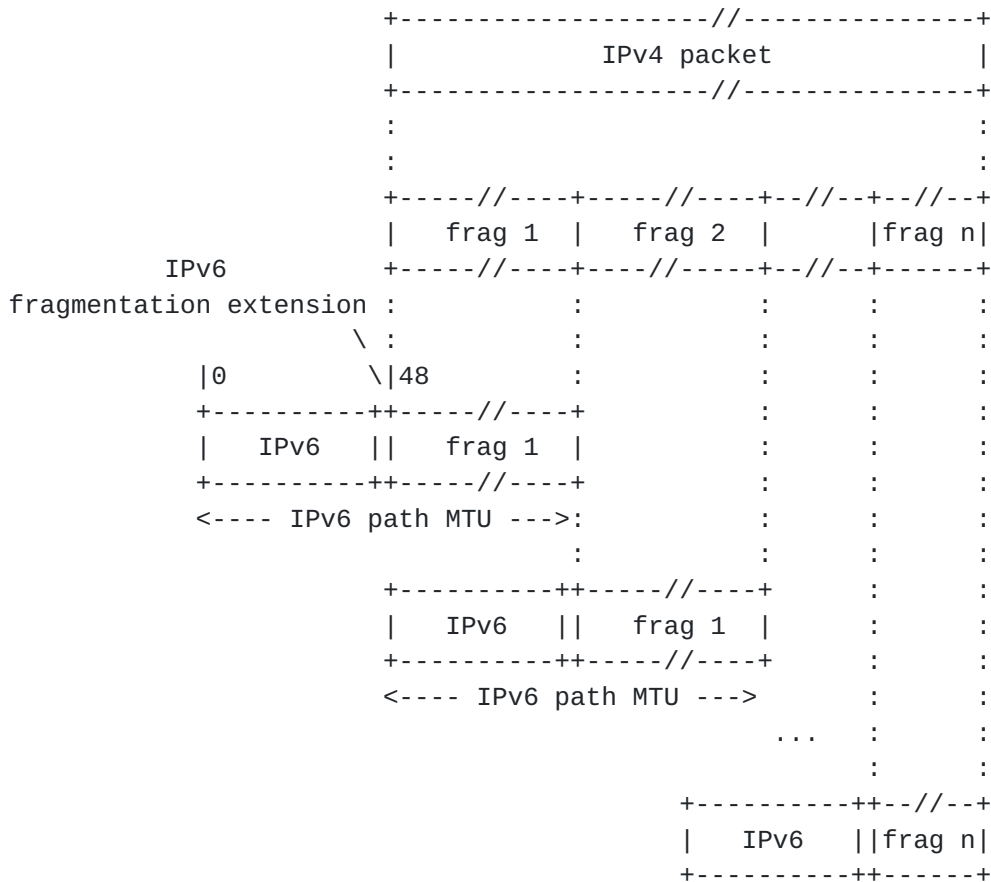 +--------------------//---------------+
|             IPv4 packet             |
+--------------------//---------------+
:                                     :
:                                     :
+-----//----+-----//----+--//--+--//--+
|   frag 1  |   frag 2  |      |frag n|
IPv6          +-----//----+----//-----+--//--+------+
fragmentation extension :           :           :      :      :
\ :           :           :      :      :
|0         \|48         :           :      :      :
+----------++-----//----+           :      :      :
|   IPv6   ||   frag 1  |           :      :      :
+----------++-----//----+           :      :      :
<---- IPv6 path MTU --->:           :      :      :
:           :      :      :
+----------++-----//----+      :      :
|   IPv6   ||   frag 1  |      :      :
+----------++-----//----+      :      :
<---- IPv6 path MTU --->       :      :
...   :      :
:      :
+----------++--//--+
|   IPv6   ||frag n|
+----------++------+